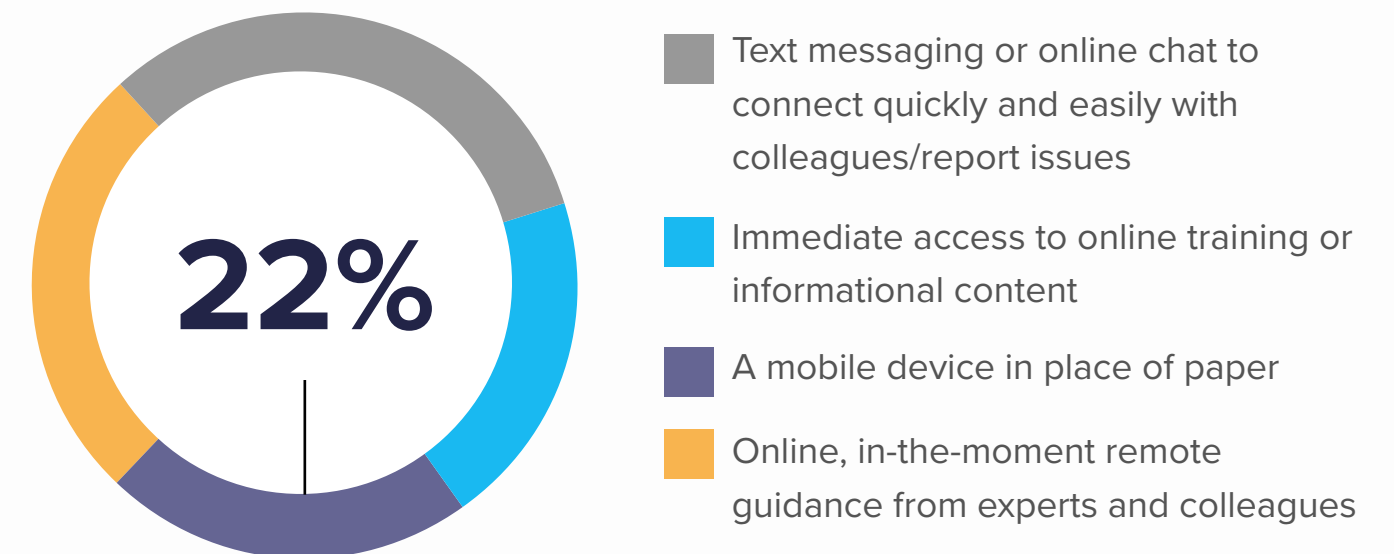 22%
Text messaging or online chat to
connect quickly and easily with
colleagues/report issues
Immediate access to online training or
informational content
A mobile device in place of paper
Online, in-the-moment remote
guidance from experts and colleagues